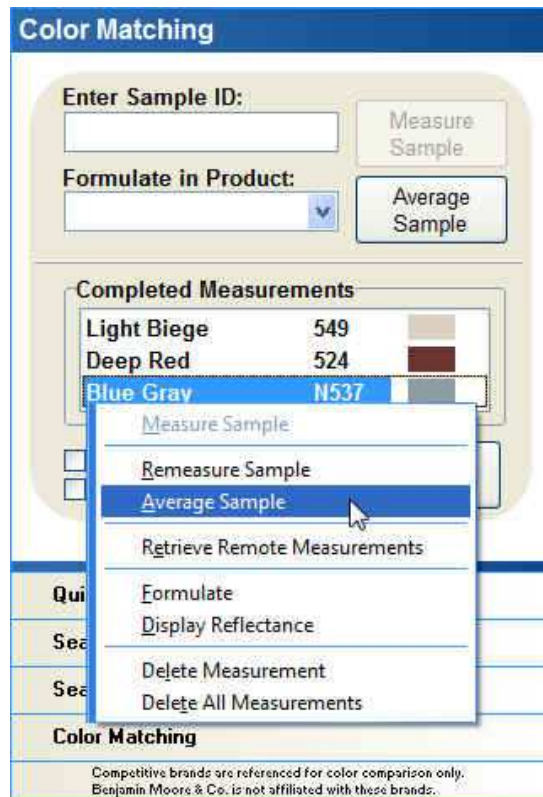 Color Matching
Enter Sample ID:
Measure
Sample
Formulate in Product:
Average
Sample
Completed Measurements
Light Biege 549
Deep Red 524
Blue Gray N537
Measure Sample
Remeasure Sample
Average Sample
Retrieve Remote Measurements
Formulate
Display Reflectance
Delete Measurement
Delete All Measurements
Qui
Sea
Sea
Color Matching
Competitive brands are referenced for color comparison only.
Benjamin Moore & Co. is not affiliated with these brands.